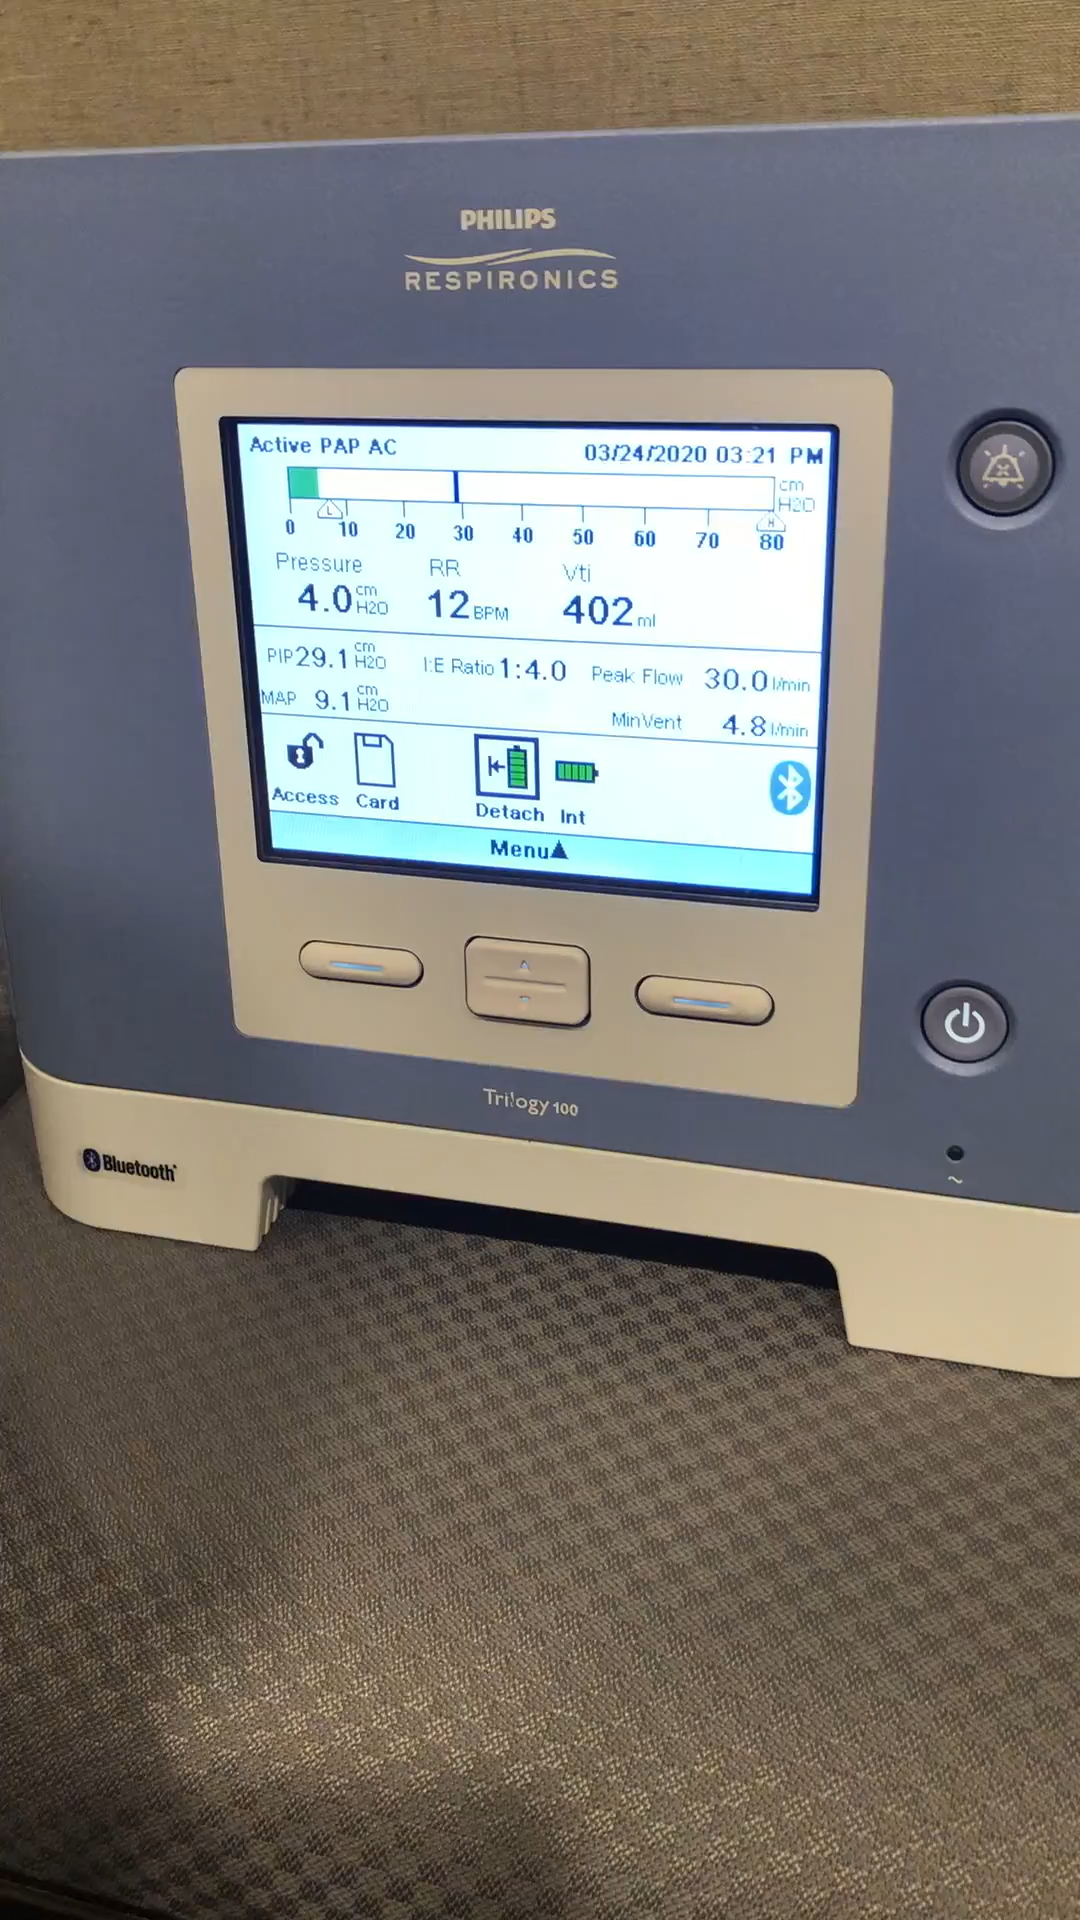 PHILIPS
RESPIRONICS
Active PAP AC 03/24/2020 03:21 PM
cm
H2O
L H
0 10 20 30 40 50 60 70 80
Pressure RR Vti
4.0 cm H2O 12 BPM 402 ml
PIP 29.1 cm H2O I:E Ratio 1:4.0 Peak Flow 30.0 l/min
MAP 9.1 cm H2O MinVent 4.8 l/min
Access Card Detach Int
Menu
Trilogy 100
Bluetooth
~